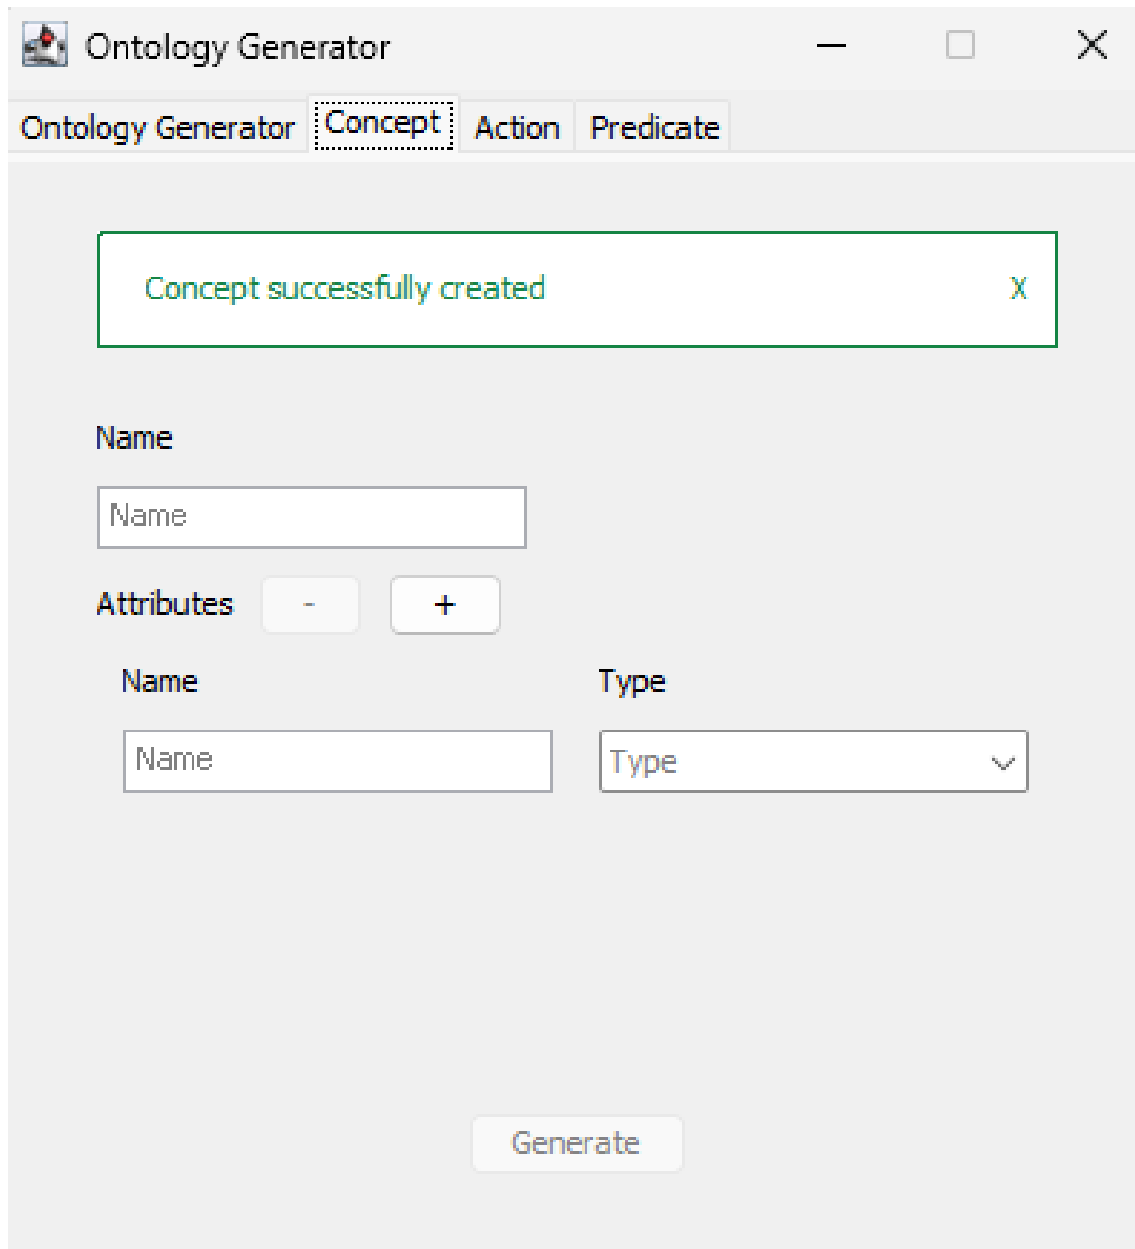 Ontology Generator
Ontology Generator Concept Action Predicate
Concept successfully created X
Name
Name
Attributes - +
Name Type
Name Type
Generate